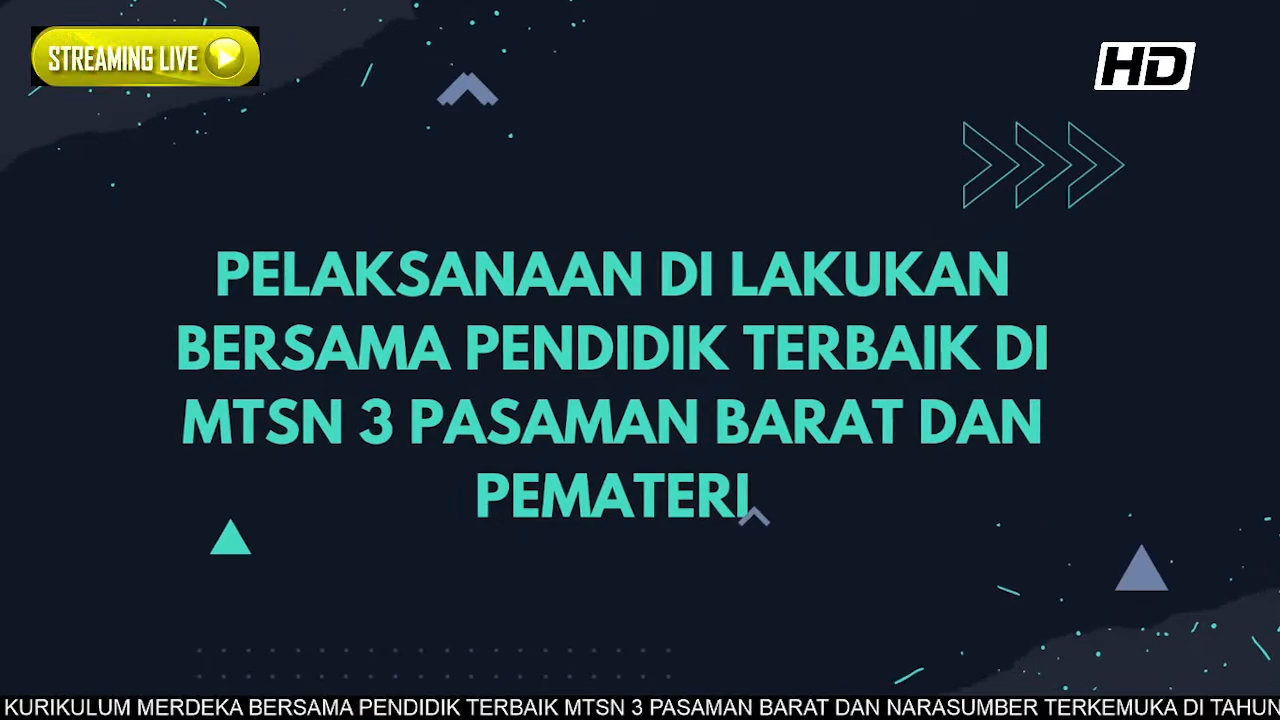 STREAMING LIVE
HD
PELAKSANAAN DI LAKUKAN
BERSAMA PENDIDIK TERBAIK DI
MTSN 3 PASAMAN BARAT DAN
PEMATERI
KURIKULUM MERDEKA BERSAMA PENDIDIK TERBAIK MTSN 3 PASAMAN BARAT DAN NARASUMBER TERKEMUKA DI TAHUN